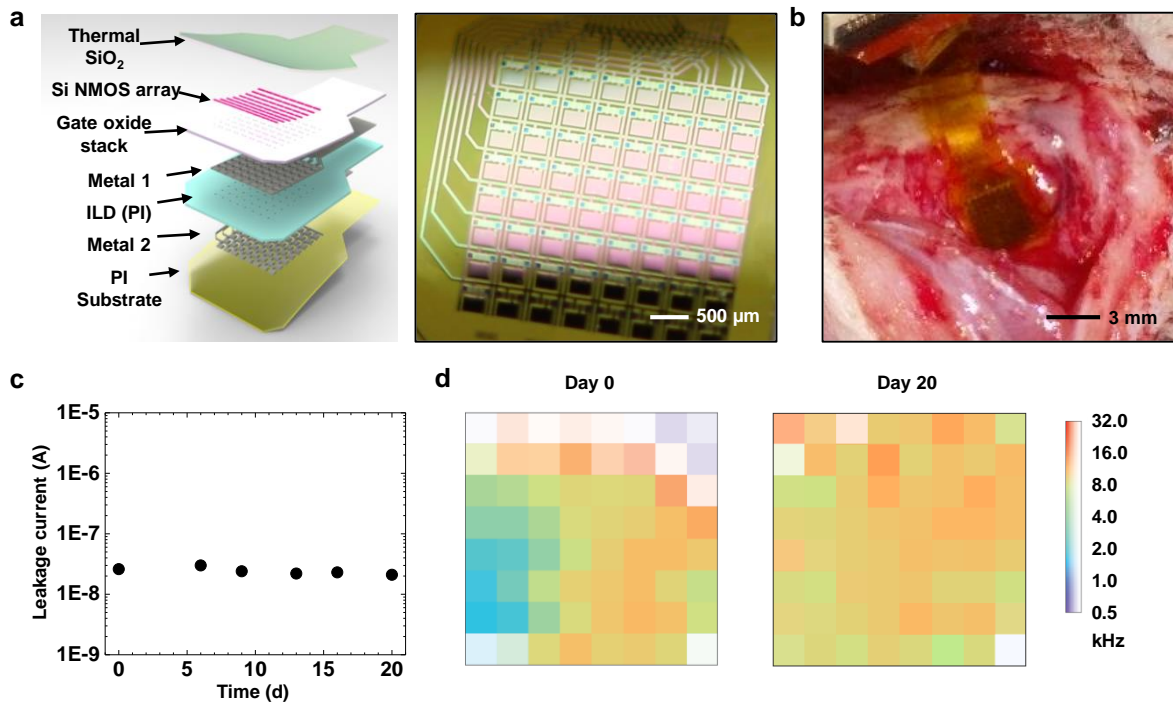 a
Thermal
SiO₂
Si NMOS array
Gate oxide
stack
Metal 1
ILD (PI)
Metal 2
PI
Substrate
500 µm
b
3 mm
c
1E-5
1E-6
1E-7
1E-8
1E-9
Leakage current (A)
0 5 10 15 20
Time (d)
d
Day 0
Day 20
32.0
16.0
8.0
4.0
2.0
1.0
0.5
kHz